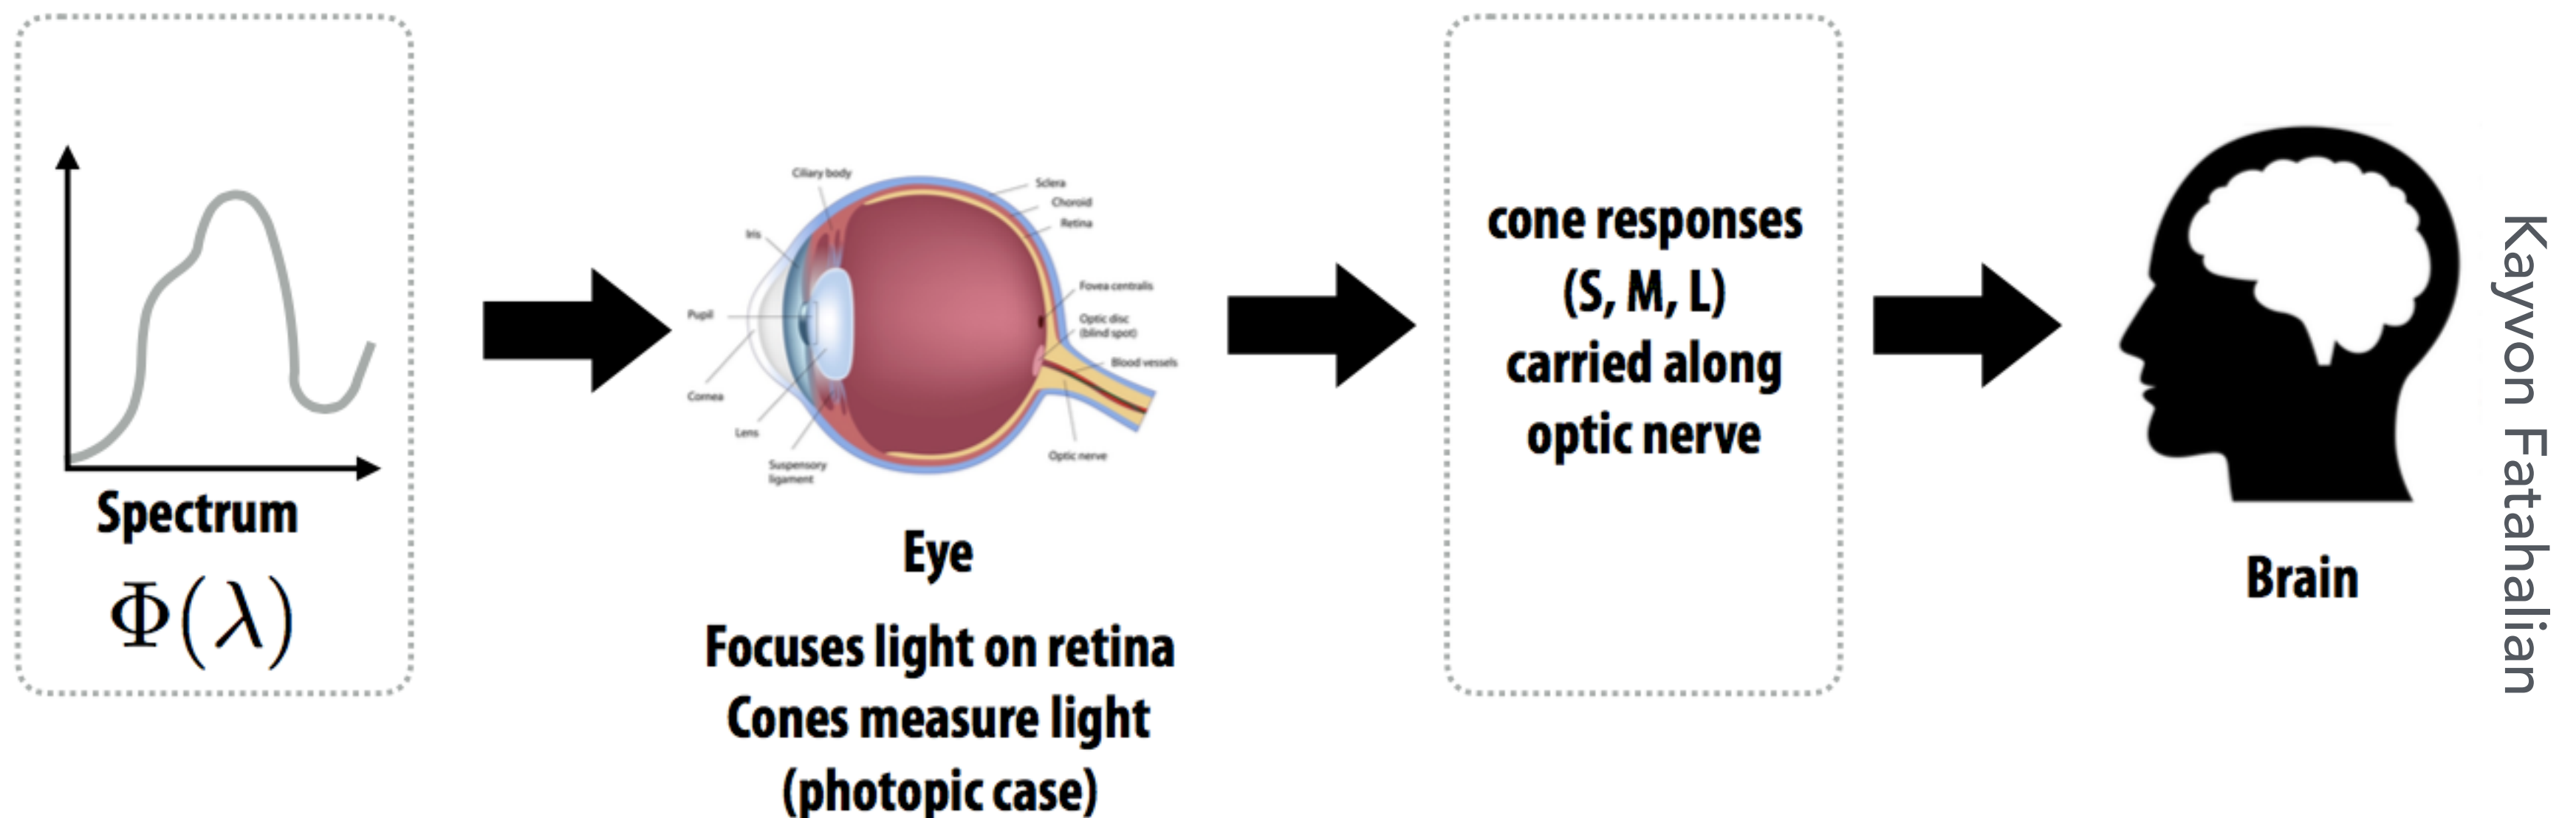 Spectrum
Φ(λ)
Ciliary body
Iris
Pupil
Cornea
Lens
Suspensory
ligament
Sclera
Choroid
Retina
Fovea centralis
Optic disc
(blind spot)
Blood vessels
Optic nerve
Eye
Focuses light on retina
Cones measure light
(photopic case)
cone responses
(S, M, L)
carried along
optic nerve
Brain
Kayvon Fatahalian